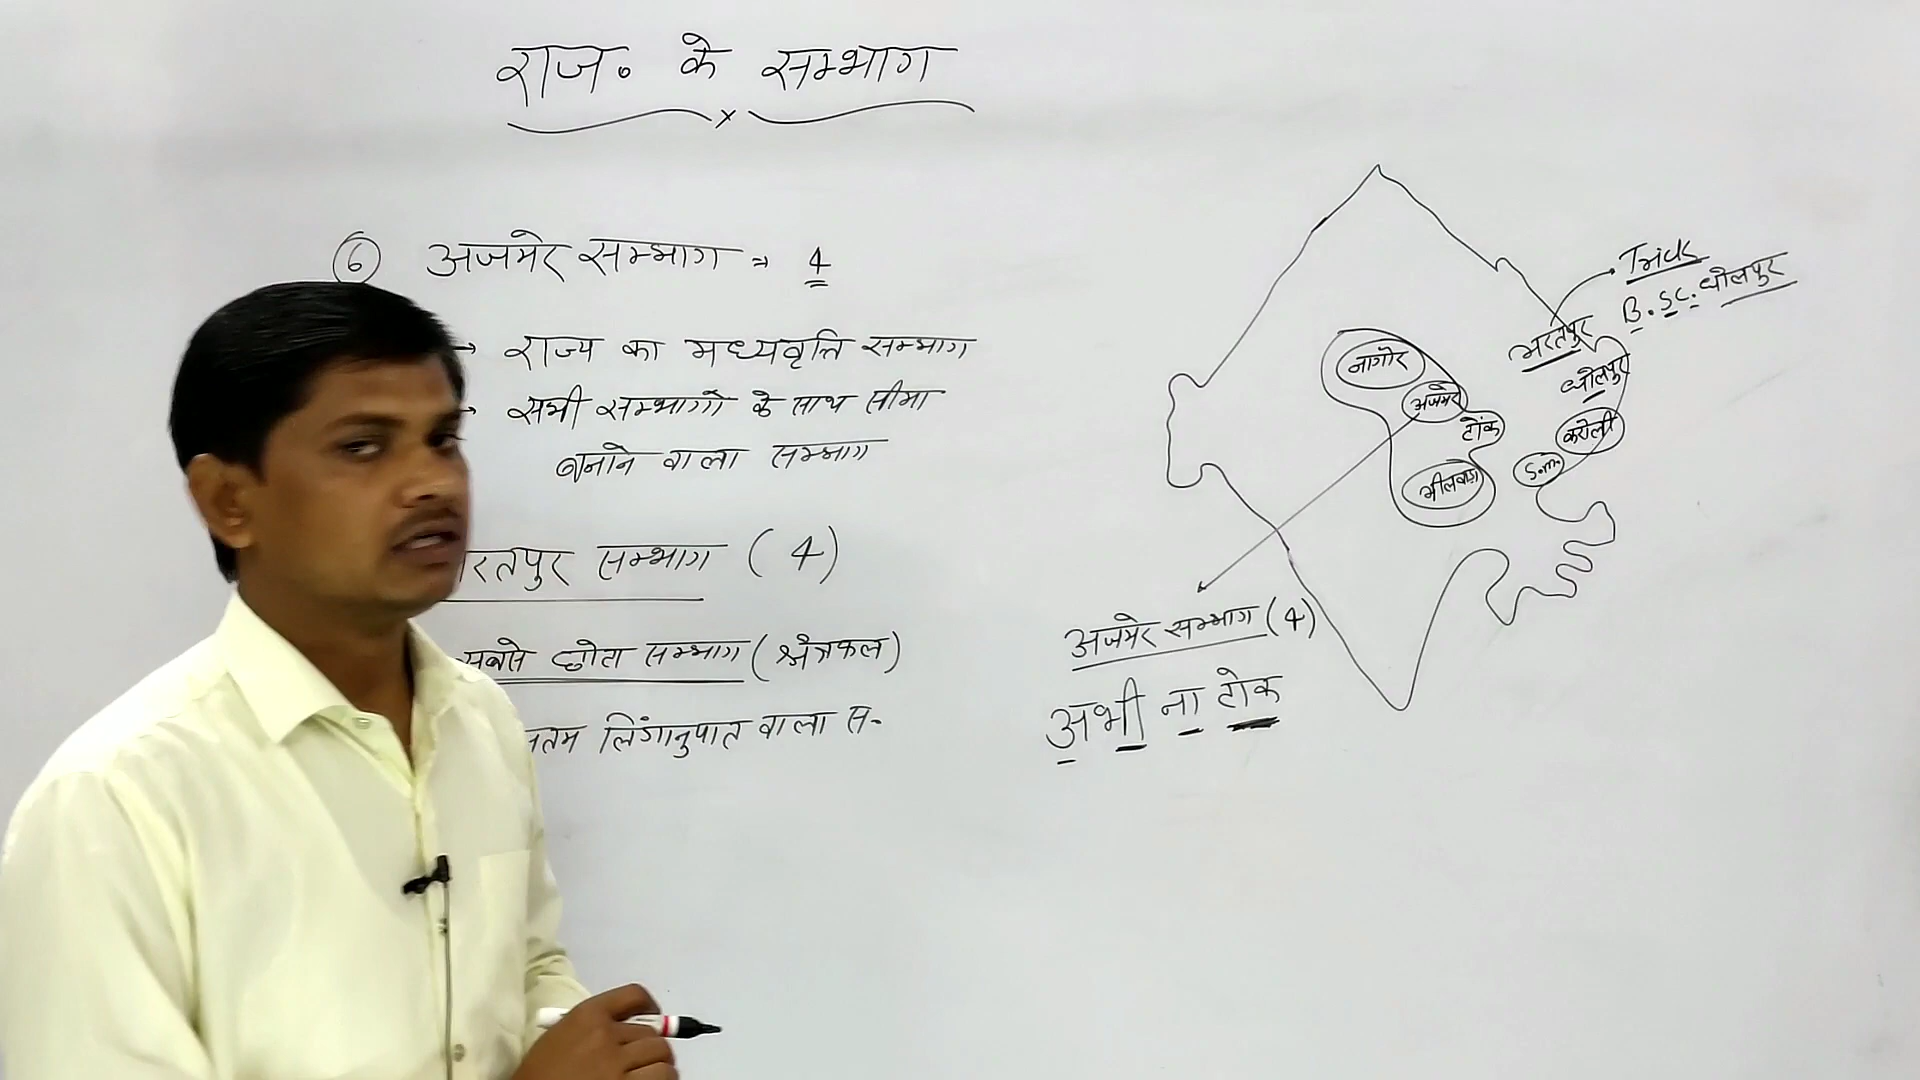 राज॰ के सम्भाग
6 अजमेर सम्भाग ⇒ 4
→ राज्य का मध्यवृत्ति सम्भाग
→ सभी सम्भागों के साथ सीमा
बनाने वाला सम्भाग
रतपुर सम्भाग (4)
सबसे छोटा सम्भाग (क्षेत्रफल)
नतम लिंगानुपात वाला स-
Trick
B. Sc. धौलपुर
भरतपुर
धौलपुर
करौली
S.m.
नागौर
अजमेर
टोंक
भीलवाड़ा
अजमेर सम्भाग (4)
अभी ना टोक